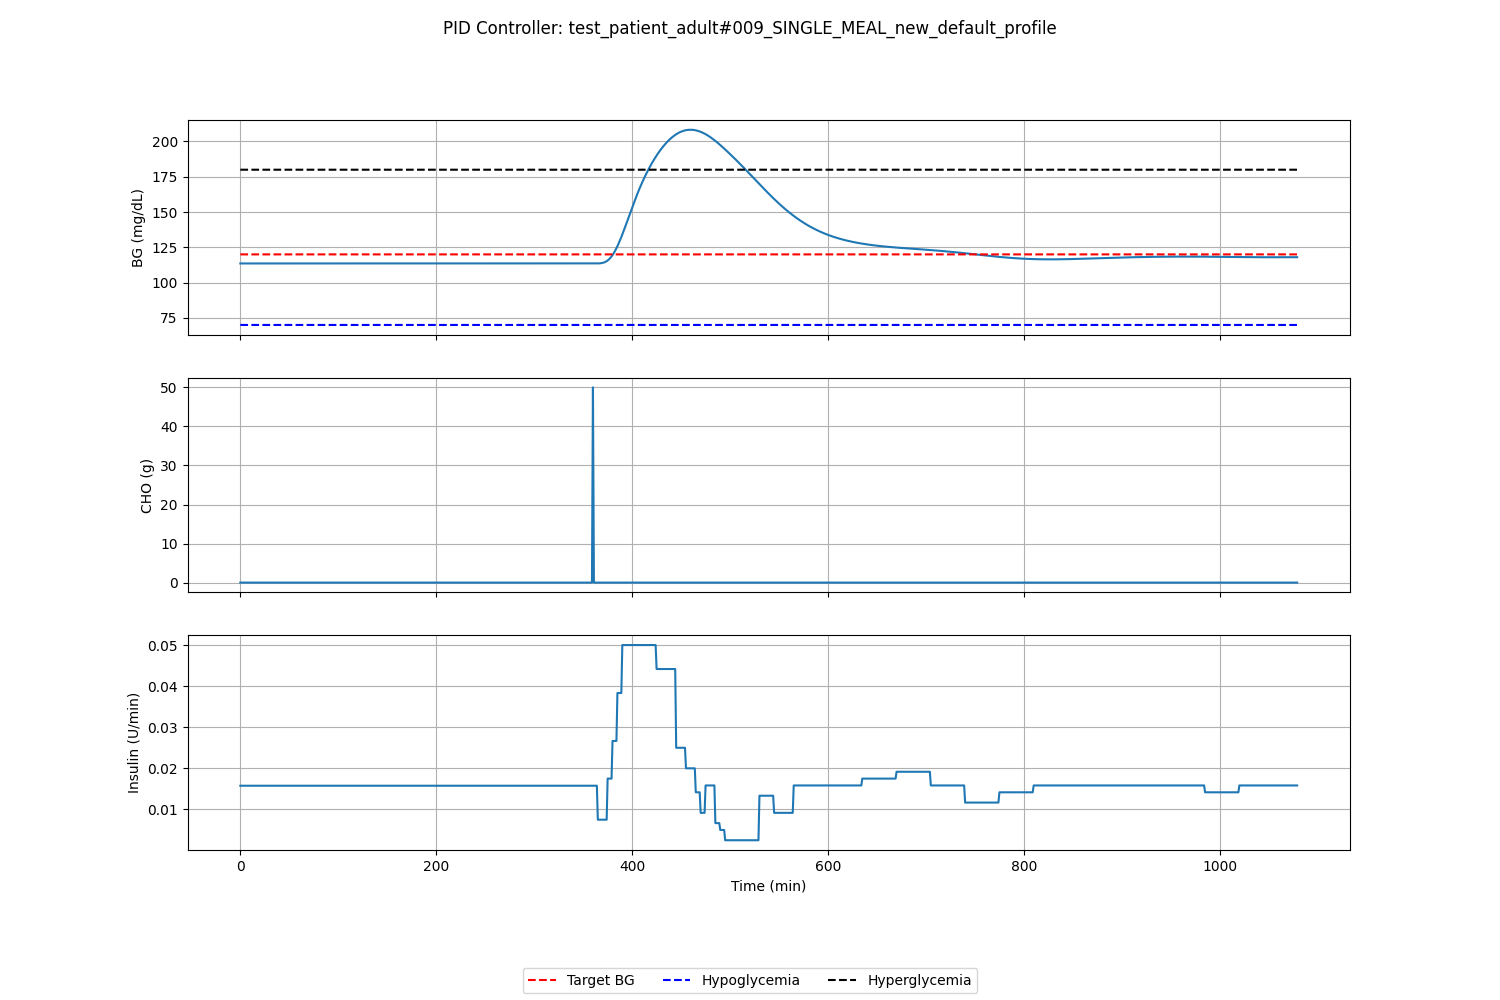 PID Controller: test_patient_adult#009_SINGLE_MEAL_new_default_profile
200
175
150
125
100
75
BG (mg/dL)
50
40
30
20
10
0
CHO (g)
0.05
0.04
0.03
0.02
0.01
Insulin (U/min)
0 200 400 600 800 1000
Time (min)
Target BG Hypoglycemia Hyperglycemia